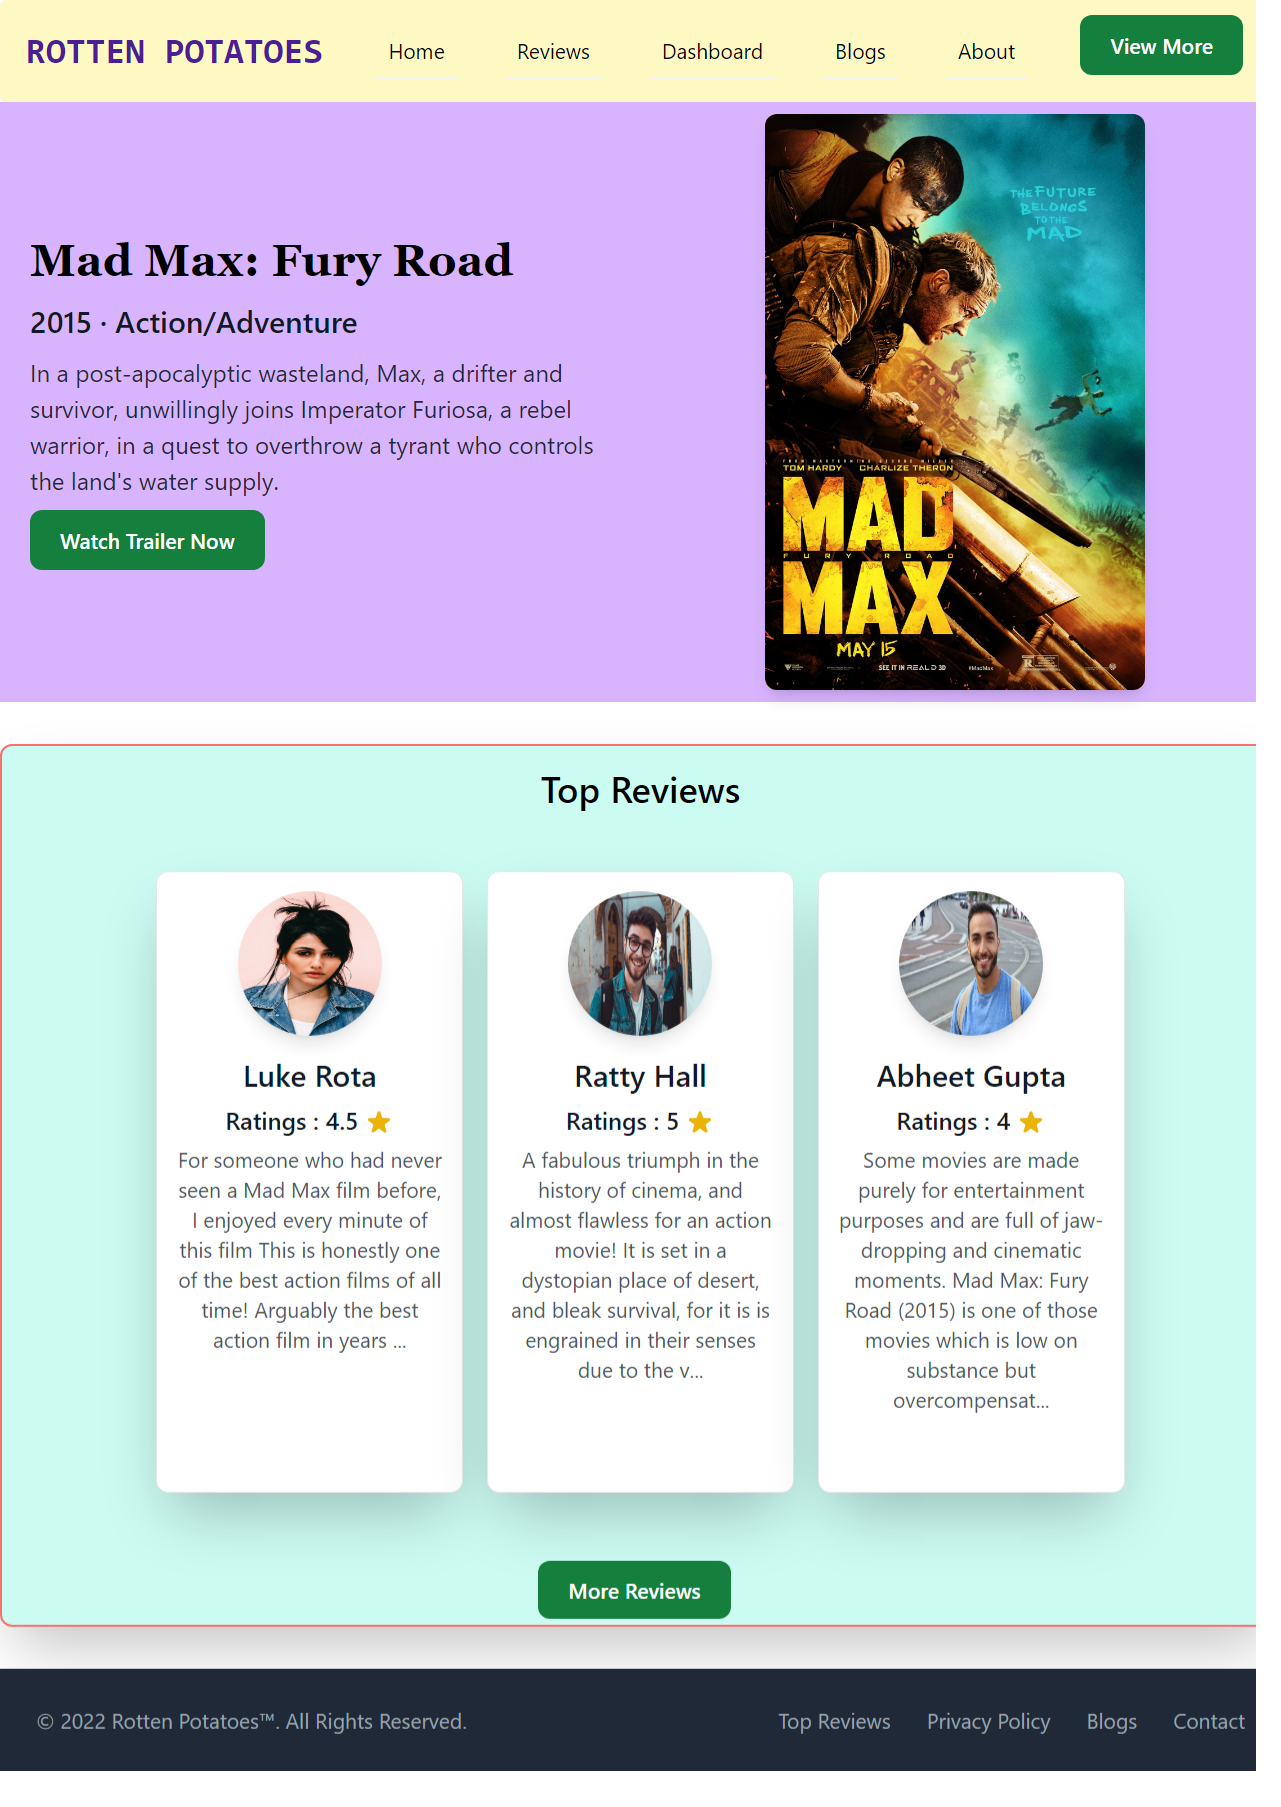 ROTTEN POTATOES
Home
Reviews
Dashboard
Blogs
About
View More
Mad Max: Fury Road
2015 · Action/Adventure
In a post-apocalyptic wasteland, Max, a drifter and
survivor, unwillingly joins Imperator Furiosa, a rebel
warrior, in a quest to overthrow a tyrant who controls
the land's water supply.
Watch Trailer Now
THE FUTURE
BELONGS
TO THE
MAD
TOM HARDY CHARLIZE THERON
MAD
FURY ROAD
MAX
MAY 15
SEE IT IN REAL D 3D
#MadMax
R
Top Reviews
Luke Rota
Ratings : 4.5
For someone who had never
seen a Mad Max film before,
I enjoyed every minute of
this film This is honestly one
of the best action films of all
time! Arguably the best
action film in years ...
Ratty Hall
Ratings : 5
A fabulous triumph in the
history of cinema, and
almost flawless for an action
movie! It is set in a
dystopian place of desert,
and bleak survival, for it is is
engrained in their senses
due to the v...
Abheet Gupta
Ratings : 4
Some movies are made
purely for entertainment
purposes and are full of jaw-
dropping and cinematic
moments. Mad Max: Fury
Road (2015) is one of those
movies which is low on
substance but
overcompensat...
More Reviews
© 2022 Rotten Potatoes™. All Rights Reserved.
Top Reviews
Privacy Policy
Blogs
Contact